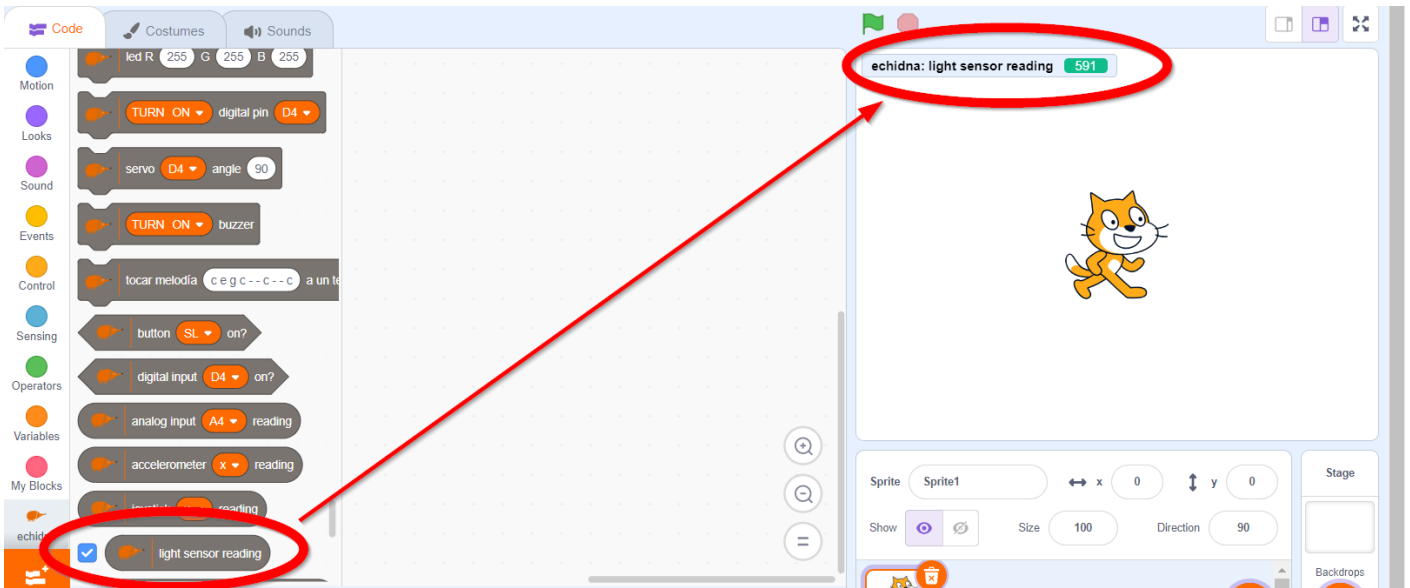 Code
Costumes
Sounds
Motion
Looks
Sound
Events
Control
Sensing
Operators
Variables
My Blocks
led R 255 G 255 B 255
TURN ON digital pin D4
servo D4 angle 90
TURN ON buzzer
tocar melodía c e g c - - c - - c a un te
button SL on?
digital input D4 on?
analog input A4 reading
accelerometer x reading
reading
light sensor reading
echidna: light sensor reading 591
Sprite Sprite1 x 0 y 0
Show Size 100 Direction 90
Stage
Backdrops